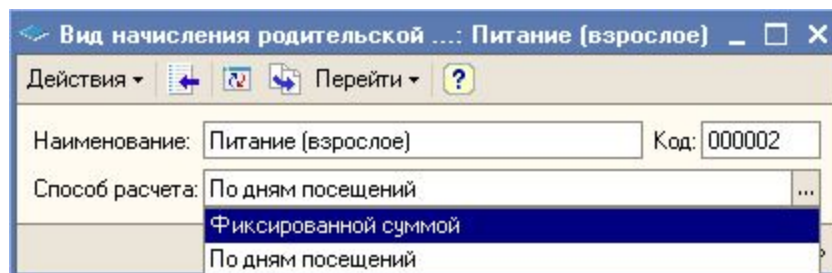 Вид начисления родительской ...: Питание (взрослое)
Действия Перейти ?
Наименование: Питание (взрослое) Код: 000002
Способ расчета: По дням посещений ...
Фиксированной суммой
По дням посещений